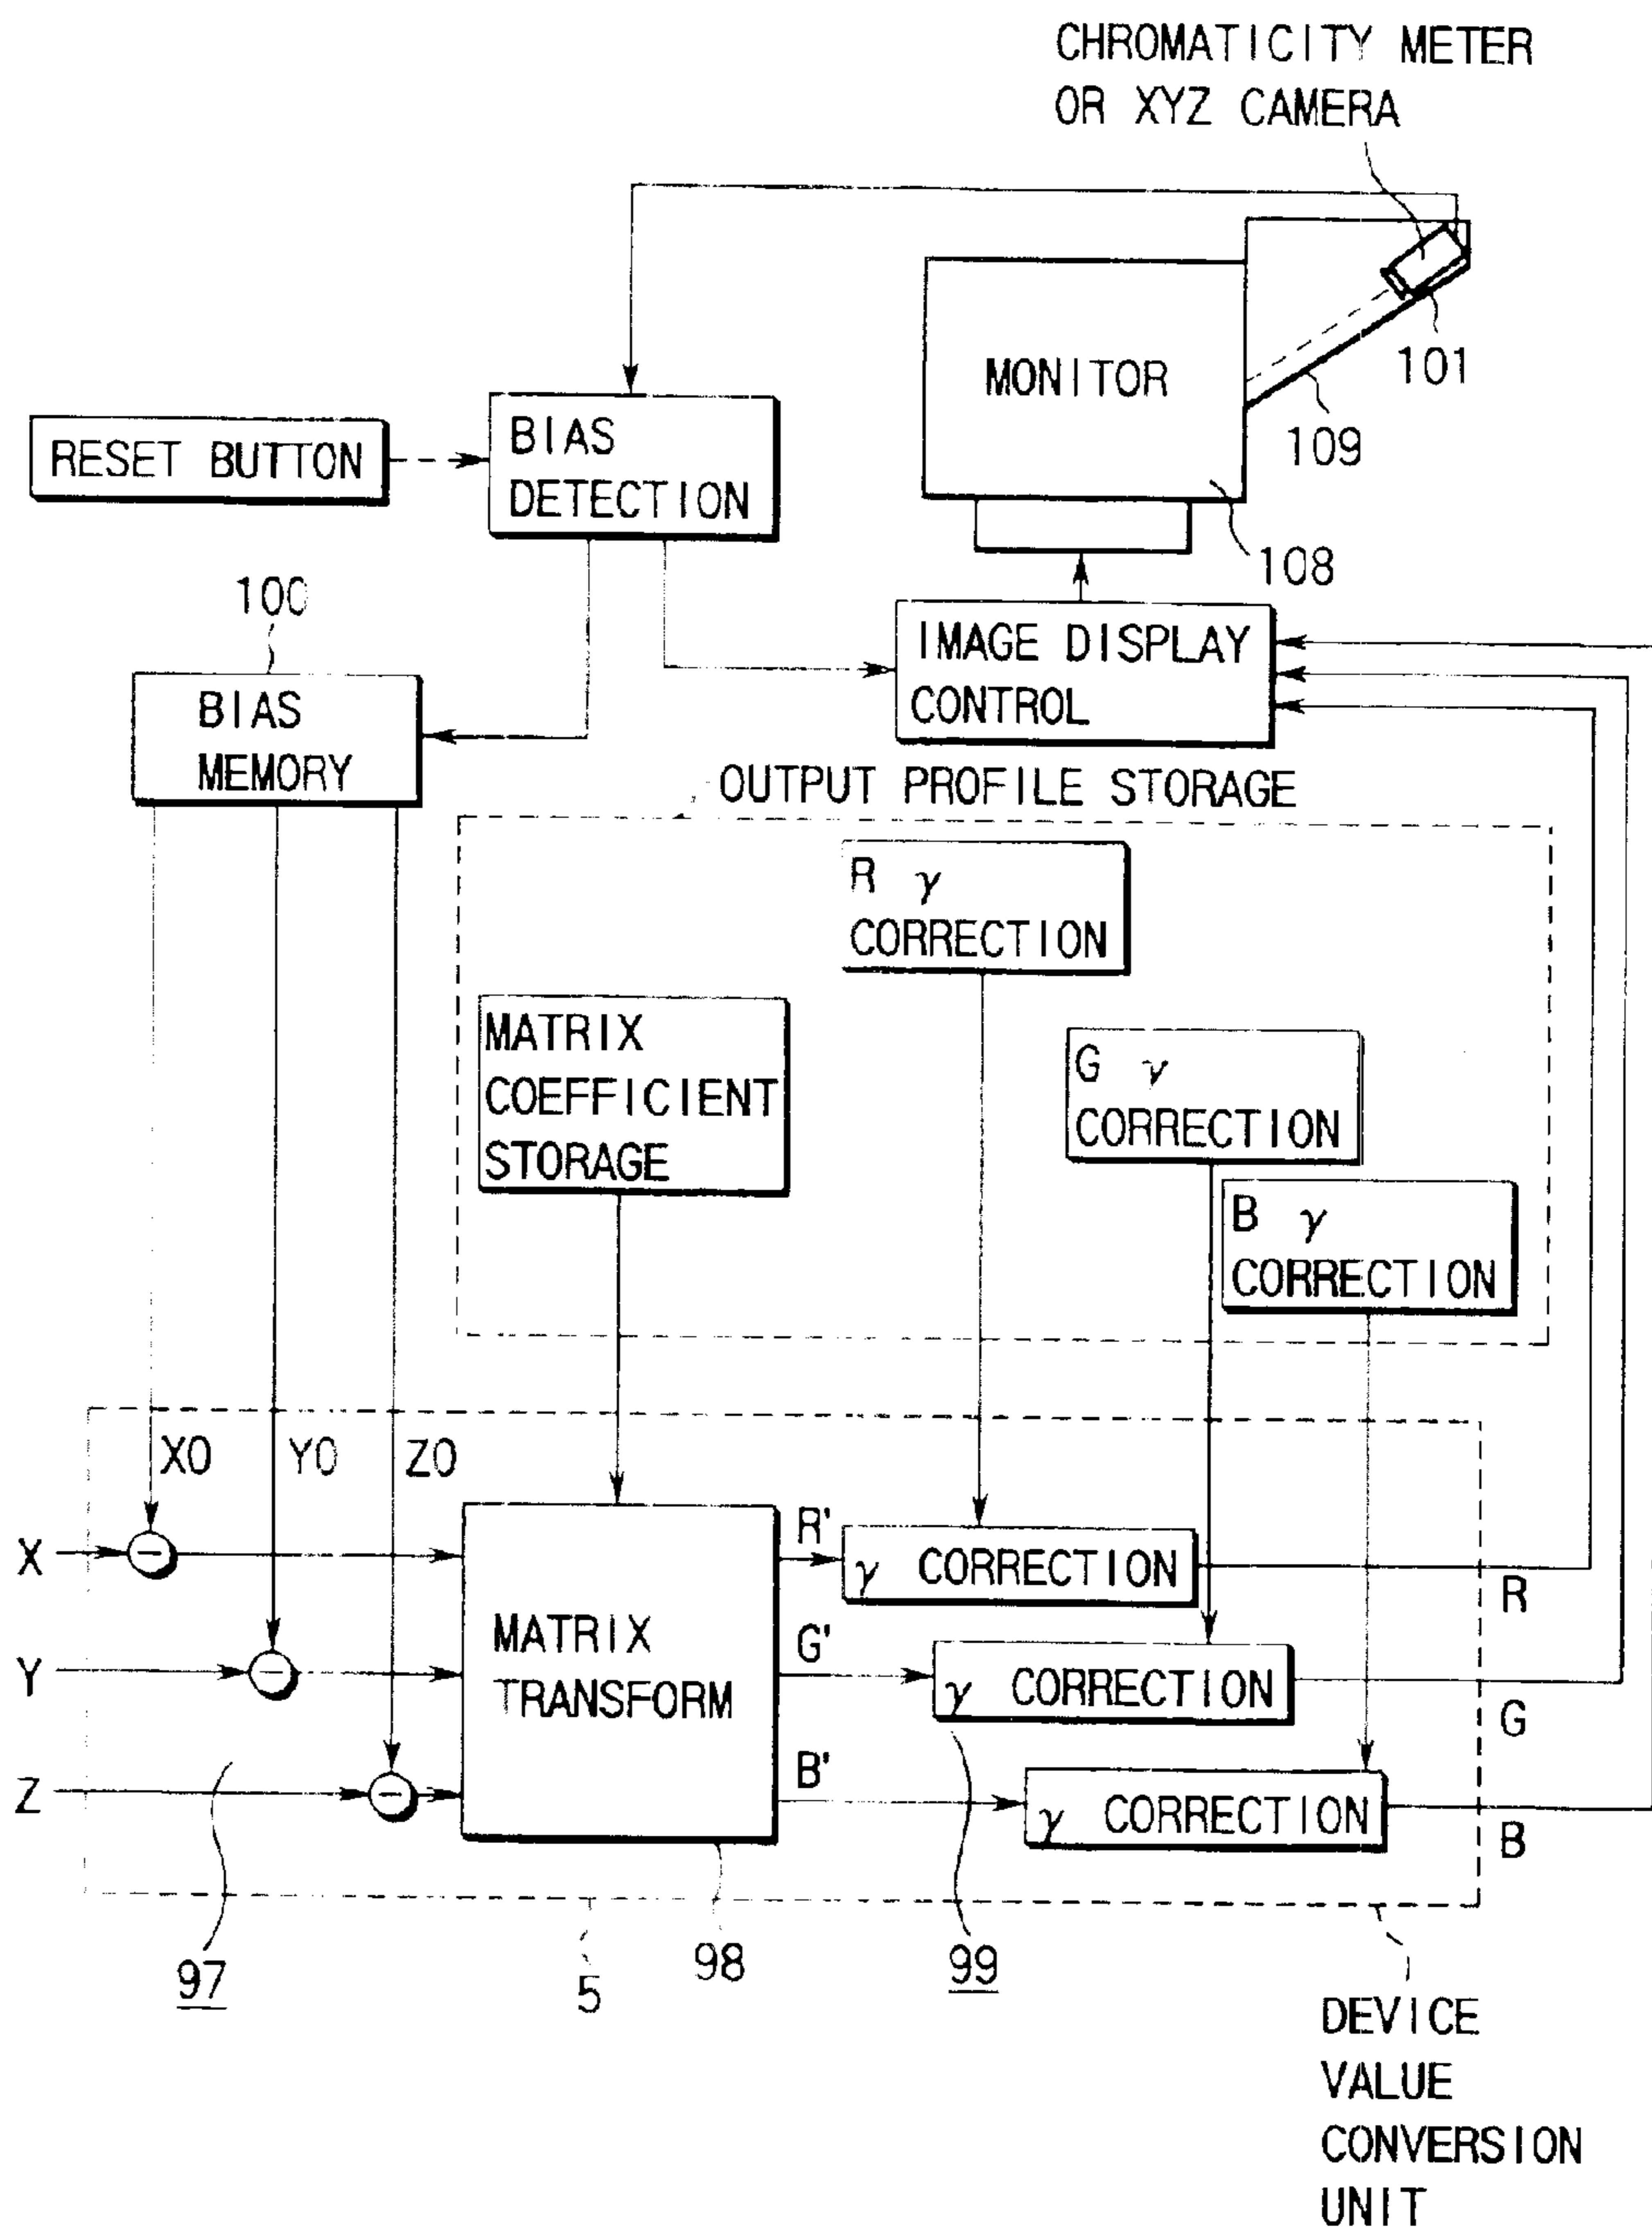 CHROMATICITY METER
OR XYZ CAMERA
MONITOR
101
109
108
RESET BUTTON
BIAS
DETECTION
100
BIAS
MEMORY
IMAGE DISPLAY
CONTROL
OUTPUT PROFILE STORAGE
R γ
CORRECTION
MATRIX
COEFFICIENT
STORAGE
G γ
CORRECTION
B γ
CORRECTION
X0 Y0 Z0
X
Y
Z
MATRIX
TRANSFORM
R'
G'
B'
γ CORRECTION
γ CORRECTION
γ CORRECTION
R
G
B
97
5
98
99
DEVICE
VALUE
CONVERSION
UNIT